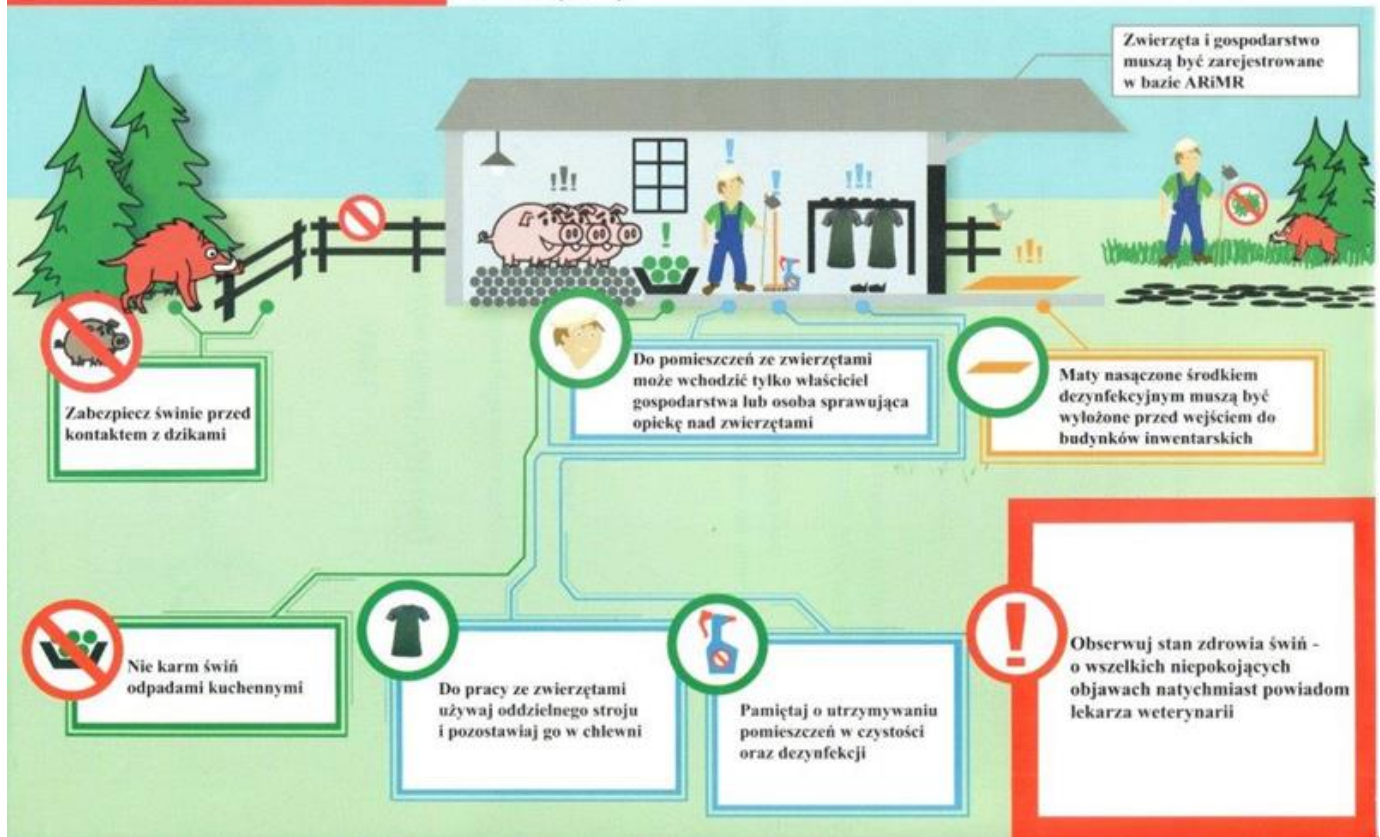 Zwierzęta i gospodarstwo
muszą być zarejestrowane
w bazie ARiMR
Zabezpiecz świnie przed
kontaktem z dzikami
Do pomieszczeń ze zwierzętami
może wchodzić tylko właściciel
gospodarstwa lub osoba sprawująca
opiekę nad zwierzętami
Maty nasączone środkiem
dezynfekcyjnym muszą być
wyłożone przed wejściem do
budynków inwentarskich
Nie karm świń
odpadami kuchennymi
Do pracy ze zwierzętami
używaj oddzielnego stroju
i pozostawiaj go w chlewni
Pamiętaj o utrzymywaniu
pomieszczeń w czystości
oraz dezynfekcji
Obserwuj stan zdrowia świń -
o wszelkich niepokojących
objawach natychmiast powiadom
lekarza weterynarii